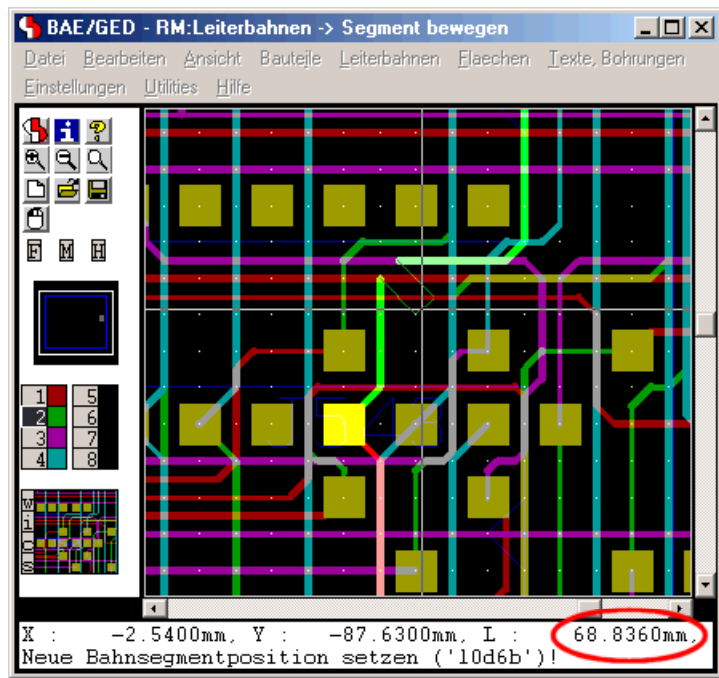 BAE/GED - RM:Leiterbahnen -> Segment bewegen
Datei Bearbeiten Ansicht Bauteile Leiterbahnen Flaechen Texte, Bohrungen
Einstellungen Utilities Hilfe
F M H
1 5
2 6
3 7
4 8
W
i
c
s
X : -2.5400mm, Y : -87.6300mm, L : 68.8360mm,
Neue Bahnsegmentposition setzen ('10d6b')!